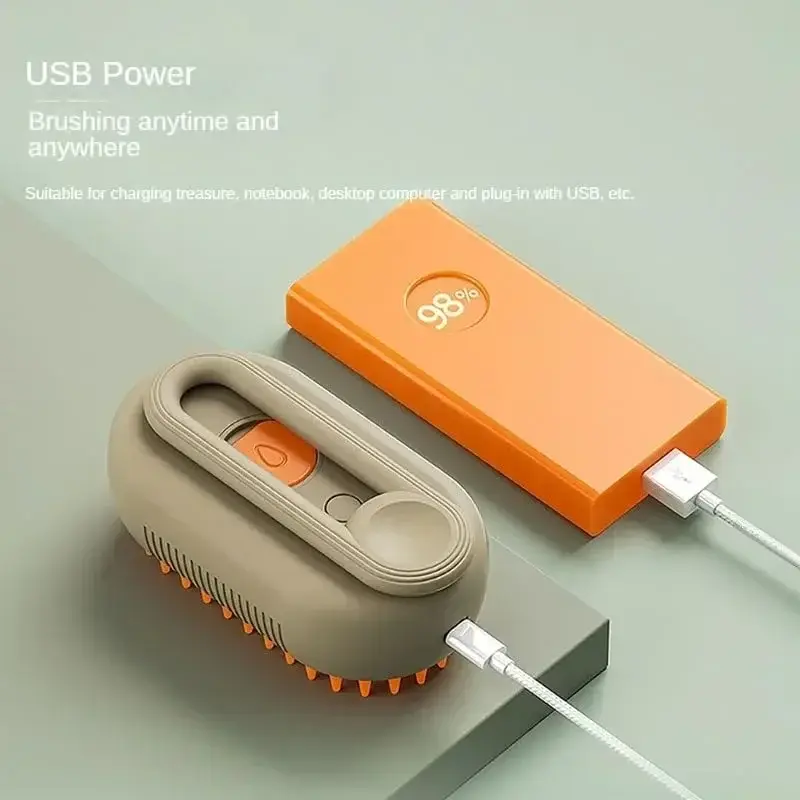 USB Power
Brushing anytime and
anywhere
Suitable for charging treasure, notebook, desktop computer and plug-in with USB, etc.
98%